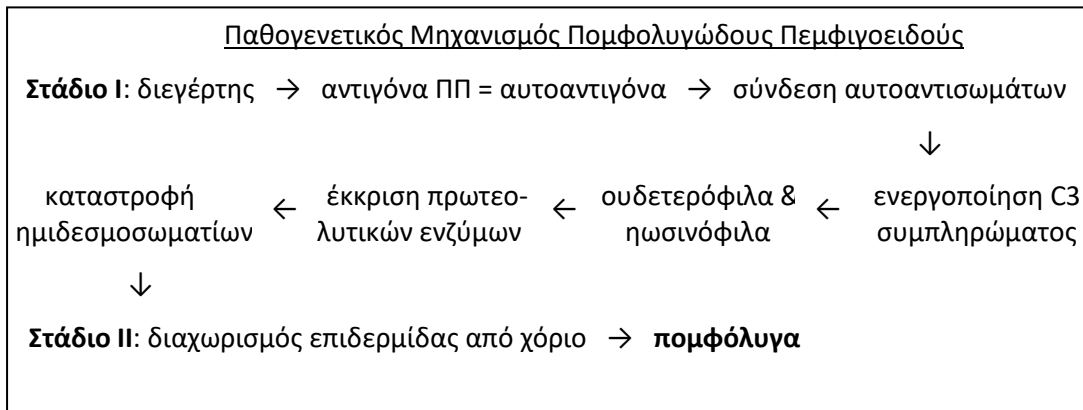 Παθογενετικός Μηχανισμός Πομφολυγώδους Πεμφιγοειδούς
Στάδιο Ι: διεγέρτης → αντιγόνα ΠΠ = αυτοαντιγόνα → σύνδεση αυτοαντισωμάτων
↓
καταστροφή ← έκκριση πρωτεο- ← ουδετερόφιλα & ← ενεργοποίηση C3
ημιδεσμοσωματίων λυτικών ενζύμων ηωσινόφιλα συμπληρώματος
↓
Στάδιο ΙΙ: διαχωρισμός επιδερμίδας από χόριο → πομφόλυγα